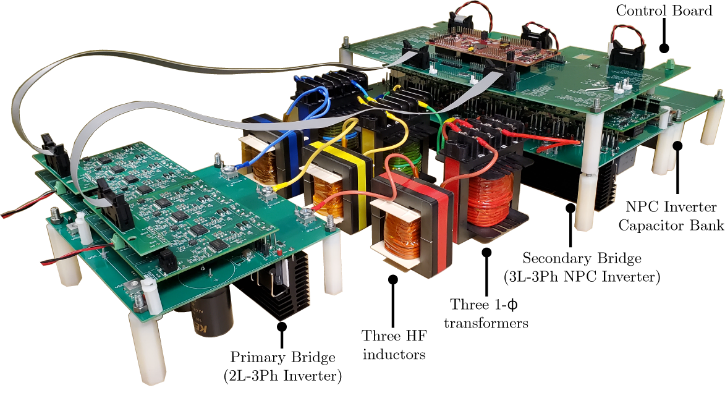 Control Board
NPC Inverter
Capacitor Bank
Secondary Bridge
(3L-3Ph NPC Inverter)
Three 1-ϕ
transformers
Three HF
inductors
Primary Bridge
(2L-3Ph Inverter)